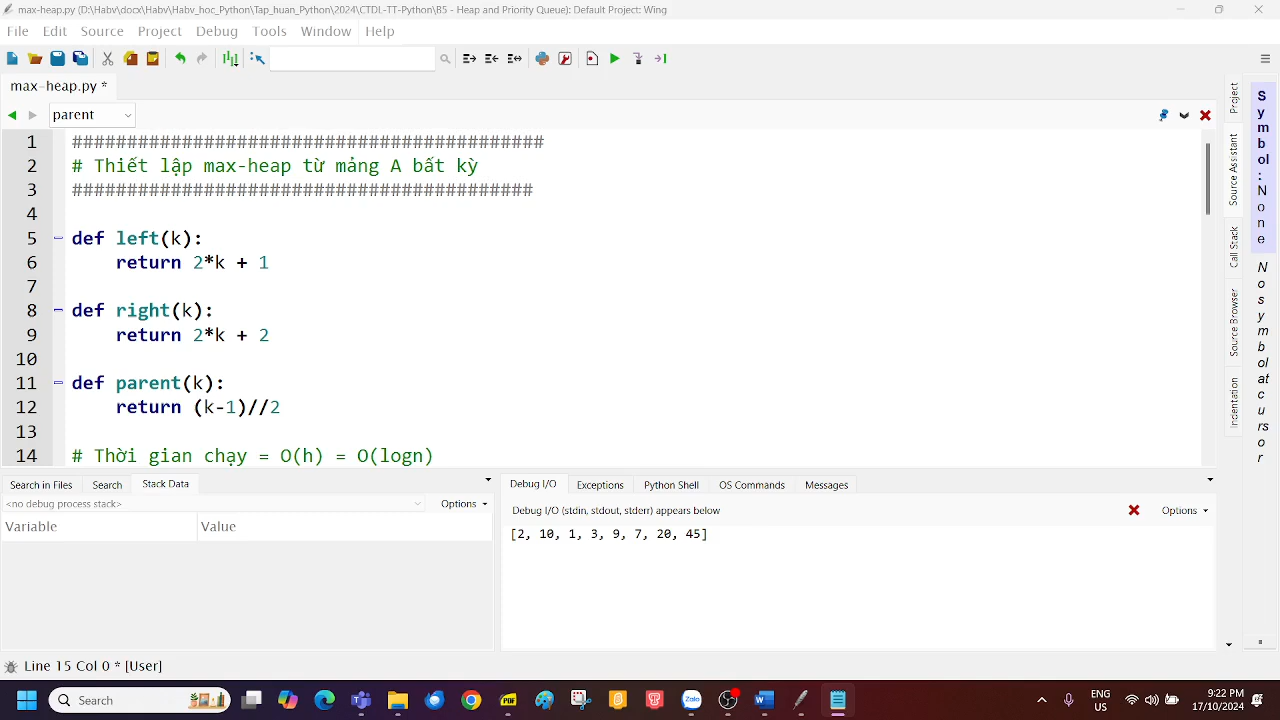 max-heap.py (D:\Habv\docx\Habv\Habv_hoc_Python\Tap_huan_Python\2024\CTDL-TT-Python\B5 - Heap and Priority Queue): Default Project: Wing
File Edit Source Project Debug Tools Window Help
max-heap.py *
parent
1 ###########################################
2 # Thiết lập max-heap từ mảng A bất kỳ
3 ##########################################
4
5 def left(k):
6 return 2*k + 1
7
8 def right(k):
9 return 2*k + 2
10
11 def parent(k):
12 return (k-1)//2
13
14 # Thời gian chạy = O(h) = O(logn)
Project
Source Assistant
Call Stack
Source Browser
Indentation
Symbol: None
No symbol at cursor
Search in Files Search Stack Data
<no debug process stack> Options
Variable Value
Debug I/O Exceptions Python Shell OS Commands Messages
Debug I/O (stdin, stdout, stderr) appears below Options
[2, 10, 1, 3, 9, 7, 20, 45]
Line 15 Col 0 * [User]
Search
PDF
Zalo
ENG
US
9:22 PM
17/10/2024